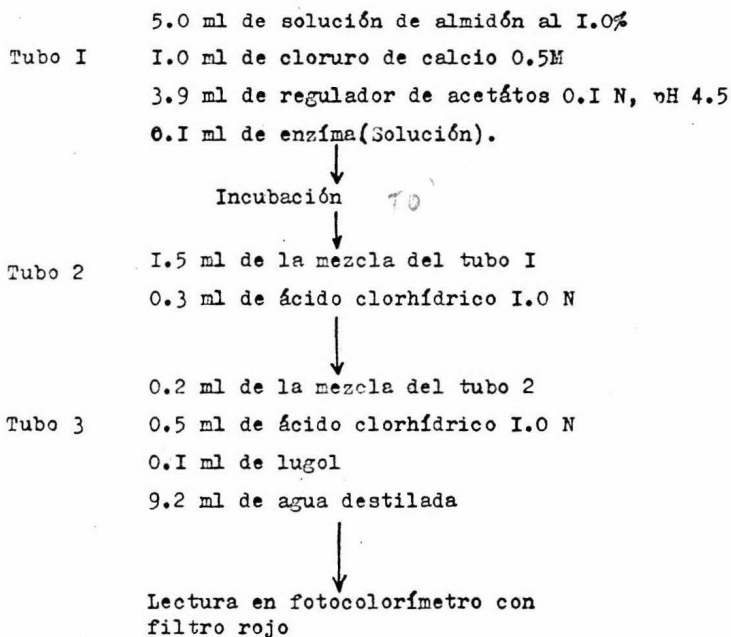 5.0 ml de solución de almidón al I.0%
Tubo I I.0 ml de cloruro de calcio 0.5M
3.9 ml de regulador de acetátos 0.I N, pH 4.5
0.I ml de enzíma(Solución).
Incubación T0
I.5 ml de la mezcla del tubo I
Tubo 2
0.3 ml de ácido clorhídrico I.0 N
0.2 ml de la mezcla del tubo 2
Tubo 3 0.5 ml de ácido clorhídrico I.0 N
0.I ml de lugol
9.2 ml de agua destilada
Lectura en fotocolorímetro con
filtro rojo